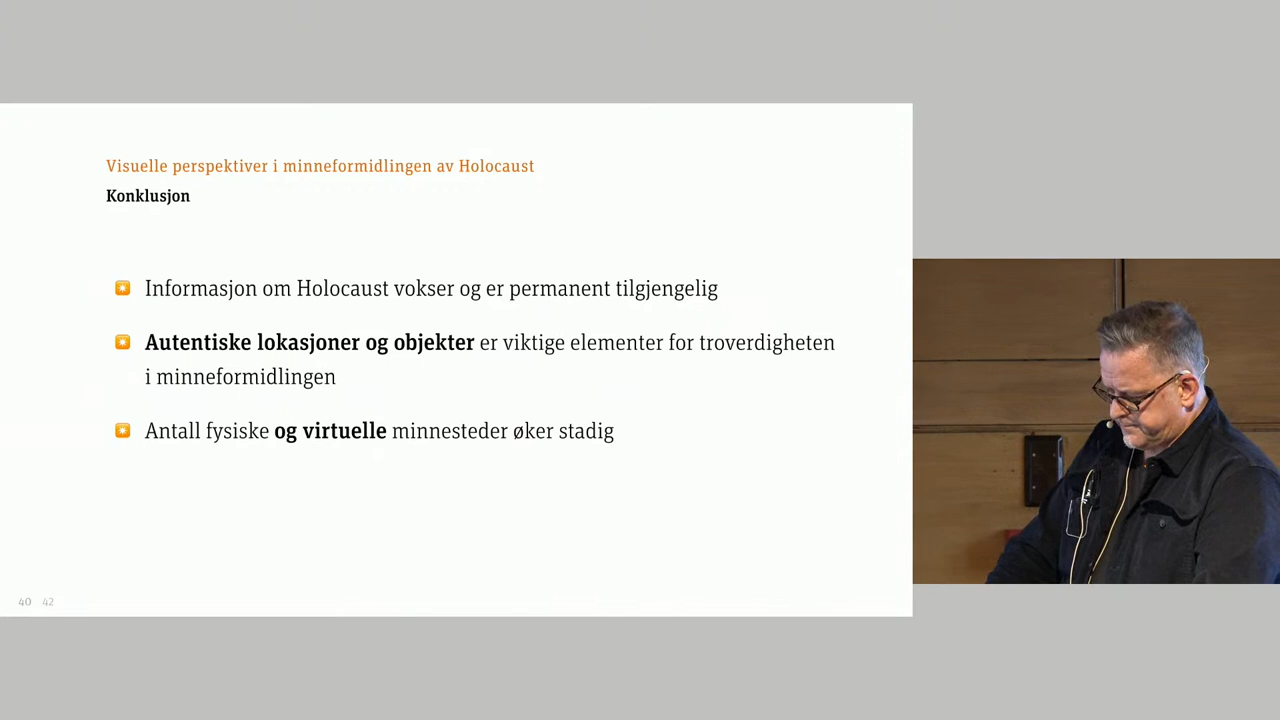 Visuelle perspektiver i minneformidlingen av Holocaust
Konklusjon
Informasjon om Holocaust vokser og er permanent tilgjengelig
Autentiske lokasjoner og objekter er viktige elementer for troverdigheten
i minneformidlingen
Antall fysiske og virtuelle minnesteder øker stadig
40 42